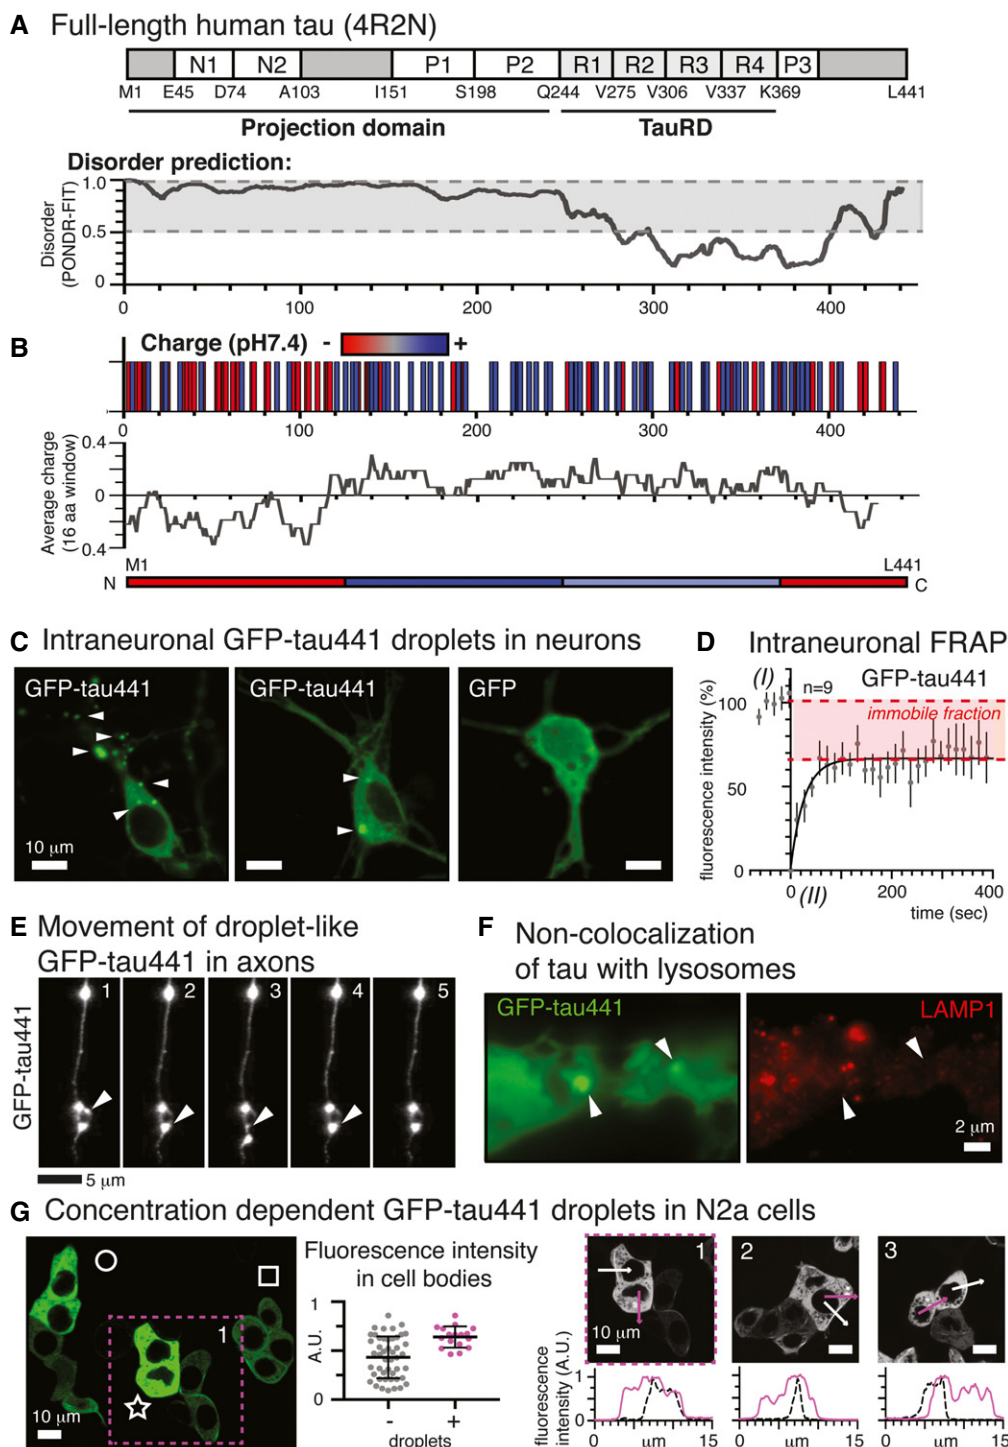 A Full-length human tau (4R2N)
N1 N2 P1 P2 R1 R2 R3 R4 P3
M1 E45 D74 A103 I151 S198 Q244 V275 V306 V337 K369 L441
Projection domain TauRD
Disorder prediction:
Disorder
(PONDR-FIT)
1.0
0.5
0
0 100 200 300 400
B Charge (pH7.4) - +
0 100 200 300 400
Average charge
(16 aa window)
0.4
0
0.4
0 100 200 300 400
M1 L441
N C
C Intraneuronal GFP-tau441 droplets in neurons
GFP-tau441 GFP-tau441 GFP
10 μm
D Intraneuronal FRAP
GFP-tau441
(I) n=9
immobile fraction
fluorescence intensity (%)
100
50
0
0 200 400
(II) time (sec)
E Movement of droplet-like
GFP-tau441 in axons
GFP-tau441
1 2 3 4 5
5 μm
F Non-colocalization
of tau with lysosomes
GFP-tau441 LAMP1
2 μm
G Concentration dependent GFP-tau441 droplets in N2a cells
1
10 μm
Fluorescence intensity
in cell bodies
A.U.
1
0
- +
droplets
1 2 3
10 μm
fluorescence
intensity (A.U.)
1
0
0 μm 15 0 μm 15 0 μm 15